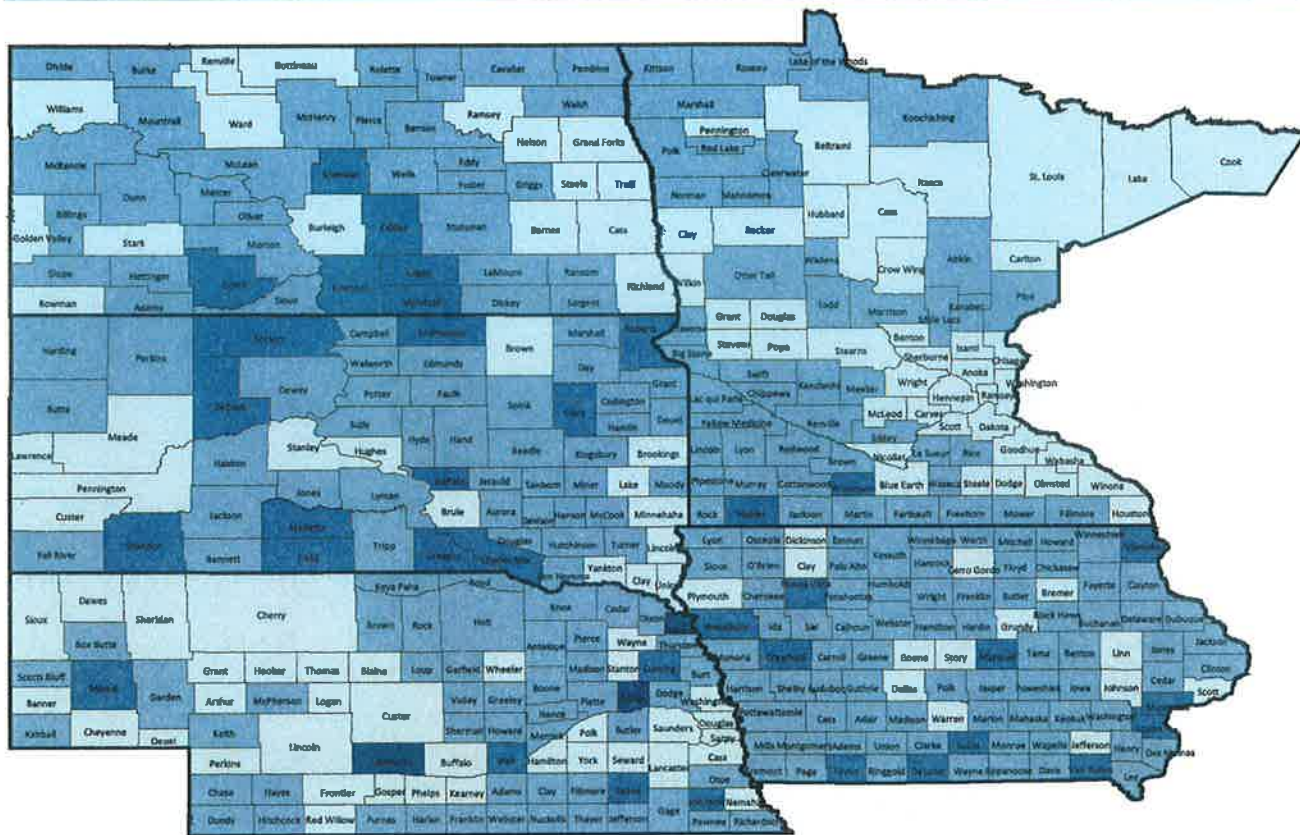 Divide
Burke
Renville
Bottineau
Rolette
Towner
Cavalier
Pembina
Williams
Mountrail
Ward
McHenry
Pierce
Benson
Ramsey
Walsh
Nelson
Grand Forks
McKenzie
McLean
Wells
Eddy
Foster
Griggs
Steele
Traill
Dunn
Mercer
Oliver
Billings
Golden Valley
Stark
Morton
Burleigh
Stutsman
Barnes
Cass
Slope
Hettinger
Bowman
Adams
Sioux
LaMoure
Ransom
Dickey
Sargent
Richland
Kittson
Roseau
Lake of the Woods
Marshall
Pennington
Red Lake
Polk
Beltrami
Koochiching
Clearwater
Itasca
St. Louis
Lake
Cook
Norman
Mahnomen
Hubbard
Cass
Clay
Becker
Wadena
Crow Wing
Aitkin
Carlton
Wilkin
Otter Tail
Todd
Morrison
Mille Lacs
Kanabec
Pine
Grant
Douglas
Stevens
Pope
Stearns
Benton
Sherburne
Isanti
Chisago
Big Stone
Swift
Kandiyohi
Meeker
Wright
Anoka
Hennepin
Ramsey
Washington
Lac qui Parle
Chippewa
McLeod
Carver
Scott
Dakota
Yellow Medicine
Renville
Sibley
Lincoln
Lyon
Redwood
Brown
Nicollet
Le Sueur
Rice
Goodhue
Wabasha
Pipestone
Murray
Cottonwood
Blue Earth
Waseca
Steele
Dodge
Olmsted
Winona
Rock
Jackson
Martin
Faribault
Freeborn
Mower
Fillmore
Houston
Harding
Perkins
Campbell
Walworth
Edmunds
Brown
Marshall
Day
Roberts
Butte
Meade
Dewey
Potter
Faulk
Spink
Codington
Grant
Hamlin
Deuel
Sully
Hyde
Hand
Beadle
Kingsbury
Brookings
Lawrence
Haakon
Stanley
Hughes
Pennington
Jones
Lyman
Jerauld
Sanborn
Miner
Lake
Moody
Custer
Jackson
Brule
Aurora
Davison
Hanson
McCook
Minnehaha
Fall River
Bennett
Tripp
Douglas
Hutchinson
Turner
Lincoln
Yankton
Clay
Union
Sioux
Dawes
Sheridan
Cherry
Keya Paha
Boyd
Brown
Rock
Holt
Knox
Cedar
Dixon
Box Butte
Antelope
Pierce
Wayne
Scotts Bluff
Grant
Hooker
Thomas
Blaine
Loup
Garfield
Wheeler
Madison
Stanton
Burt
Banner
Garden
Arthur
McPherson
Logan
Custer
Valley
Greeley
Boone
Platte
Dodge
Washington
Kimball
Cheyenne
Deuel
Keith
Lincoln
Sherman
Howard
Nance
Merrick
Polk
Butler
Saunders
Douglas
Sarpy
Perkins
Buffalo
Hamilton
York
Seward
Lancaster
Cass
Otoe
Chase
Hayes
Frontier
Gosper
Phelps
Kearney
Adams
Clay
Fillmore
Gage
Nemaha
Dundy
Hitchcock
Red Willow
Furnas
Harlan
Franklin
Webster
Nuckolls
Thayer
Jefferson
Pawnee
Richardson
Lyon
Osceola
Dickinson
Emmet
Kossuth
Winnebago
Worth
Mitchell
Howard
Winneshiek
Sioux
O'Brien
Clay
Palo Alto
Hancock
Cerro Gordo
Floyd
Chickasaw
Fayette
Clayton
Plymouth
Cherokee
Pocahontas
Humboldt
Wright
Franklin
Butler
Bremer
Ida
Sac
Calhoun
Webster
Hamilton
Hardin
Grundy
Black Hawk
Buchanan
Delaware
Dubuque
Monona
Carroll
Greene
Boone
Story
Tama
Benton
Linn
Jones
Jackson
Clinton
Harrison
Shelby
Audubon
Guthrie
Dallas
Polk
Jasper
Poweshiek
Iowa
Johnson
Cedar
Scott
Pottawattamie
Cass
Adair
Madison
Warren
Marion
Mahaska
Keokuk
Washington
Mills
Montgomery
Adams
Union
Clarke
Monroe
Wapello
Jefferson
Henry
Des Moines
Fremont
Page
Ringgold
Wayne
Appanoose
Davis
Lee